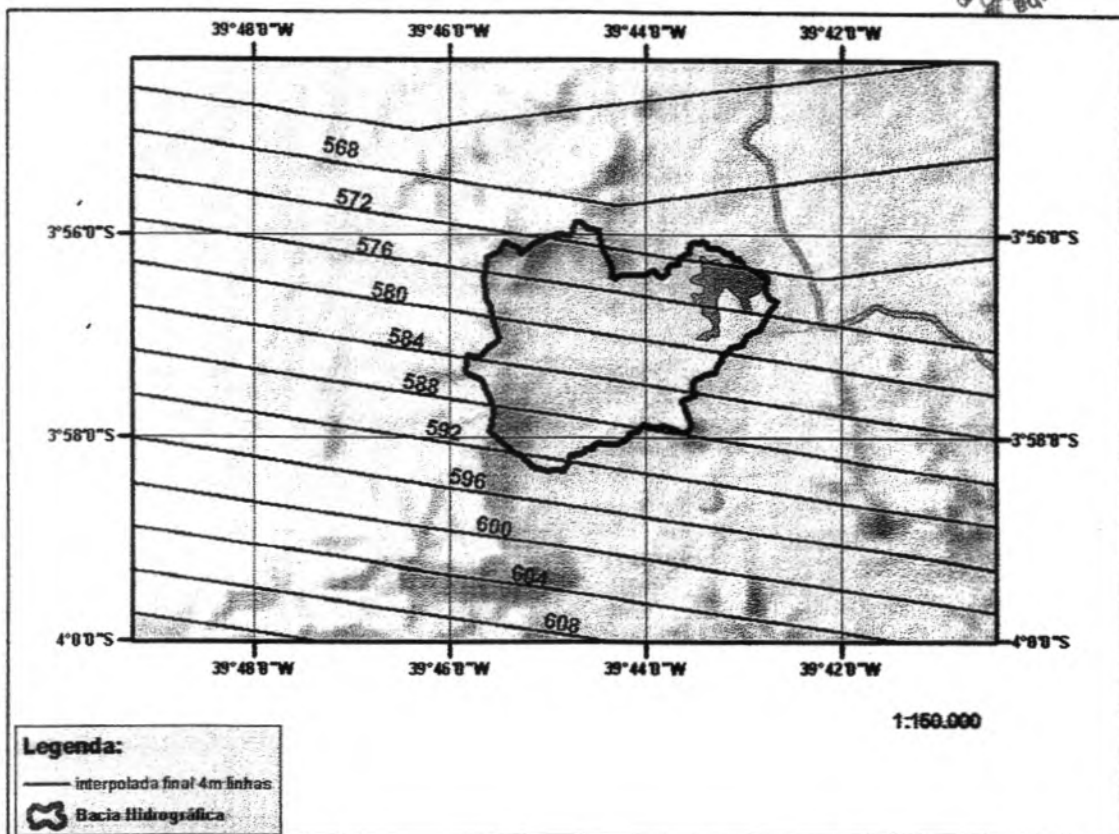 39°48'0"W 39°46'0"W 39°44'0"W 39°42'0"W
568
572
3°56'0"S 3°56'0"S
576
580
584
588
592
3°58'0"S 3°58'0"S
596
600
604
608
4°0'0"S 4°0'0"S
39°48'0"W 39°46'0"W 39°44'0"W 39°42'0"W
1:160.000
Legenda:
interpolada final 4m linhas
Bacia Hidrográfica